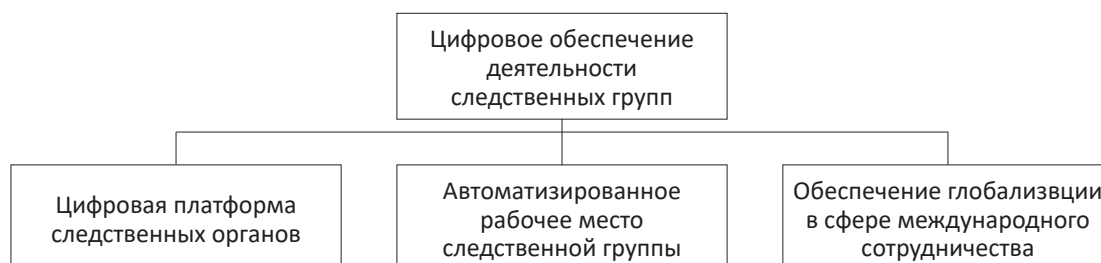 Цифровое обеспечение
деятельности
следственных групп
Цифровая платформа
следственных органов
Автоматизированное
рабочее место
следственной группы
Обеспечение глобализвции
в сфере международного
сотрудничества